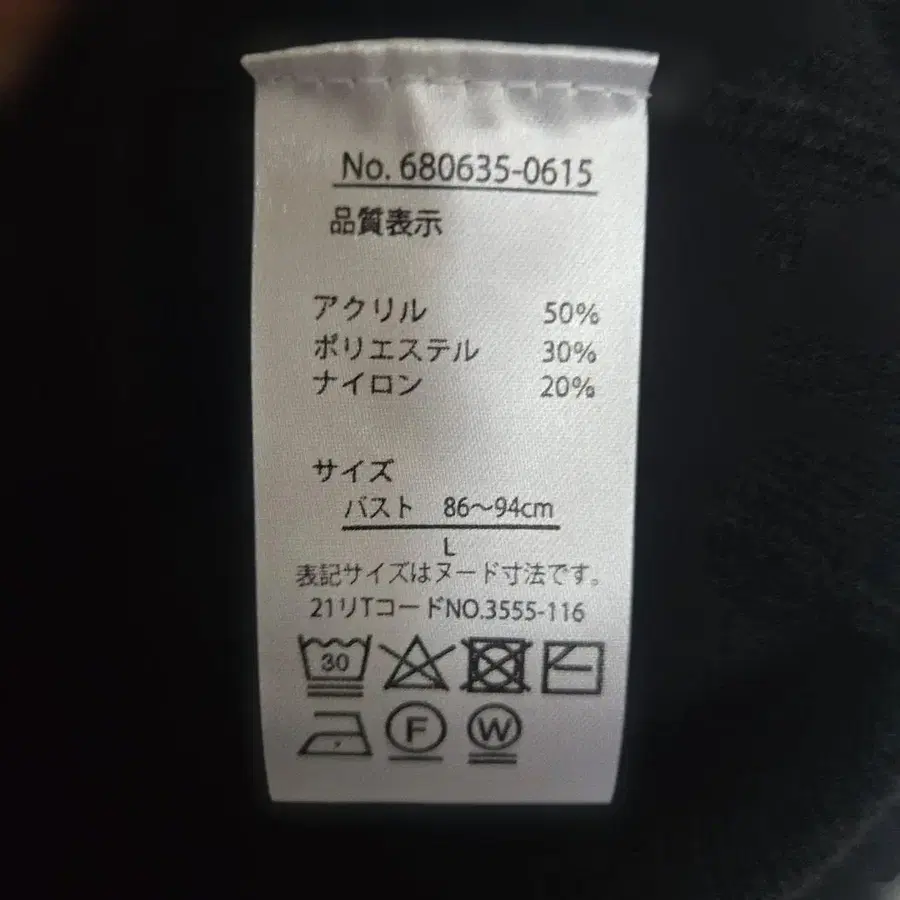 No. 680635-0615
品質表示
アクリル 50%
ポリエステル 30%
ナイロン 20%
サイズ
バスト 86〜94cm
L
表記サイズはヌード寸法です。
21リTコードNO.3555-116
30
F W